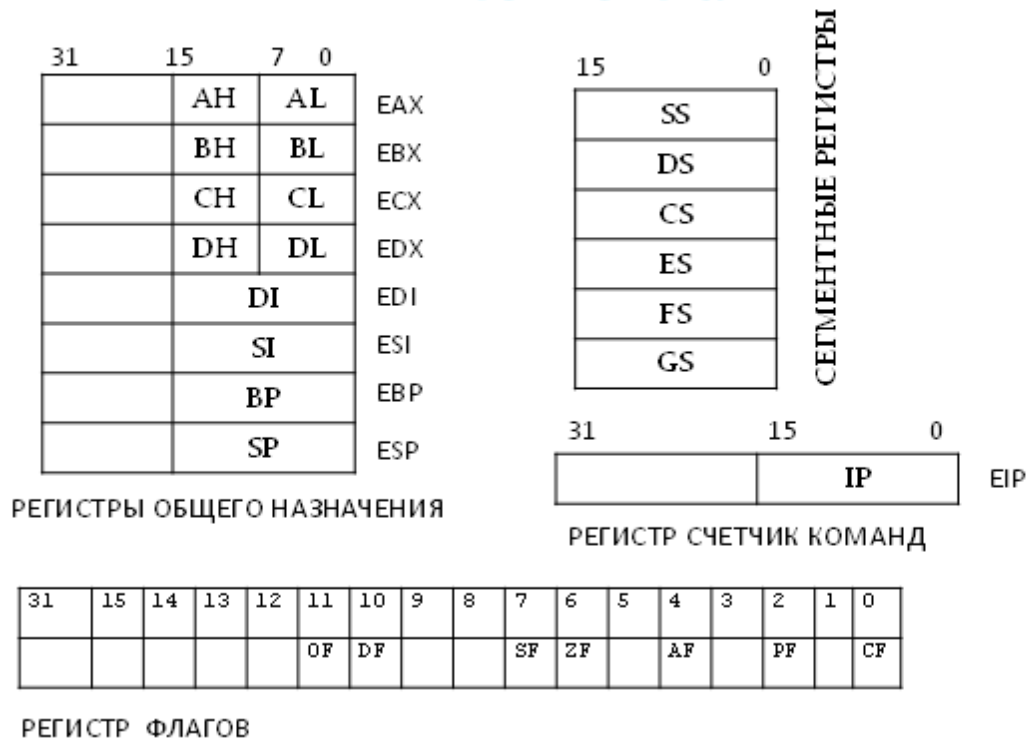 31 15 7 0
AH AL EAX
BH BL EBX
CH CL ECX
DH DL EDX
DI EDI
SI ESI
BP EBP
SP ESP
РЕГИСТРЫ ОБЩЕГО НАЗНАЧЕНИЯ
15 0
SS
DS
CS
ES
FS
GS
СЕГМЕНТНЫЕ РЕГИСТРЫ
31 15 0
IP EIP
РЕГИСТР СЧЕТЧИК КОМАНД
31 15 14 13 12 11 10 9 8 7 6 5 4 3 2 1 0
OF DF SF ZF AF PF CF
РЕГИСТР ФЛАГОВ